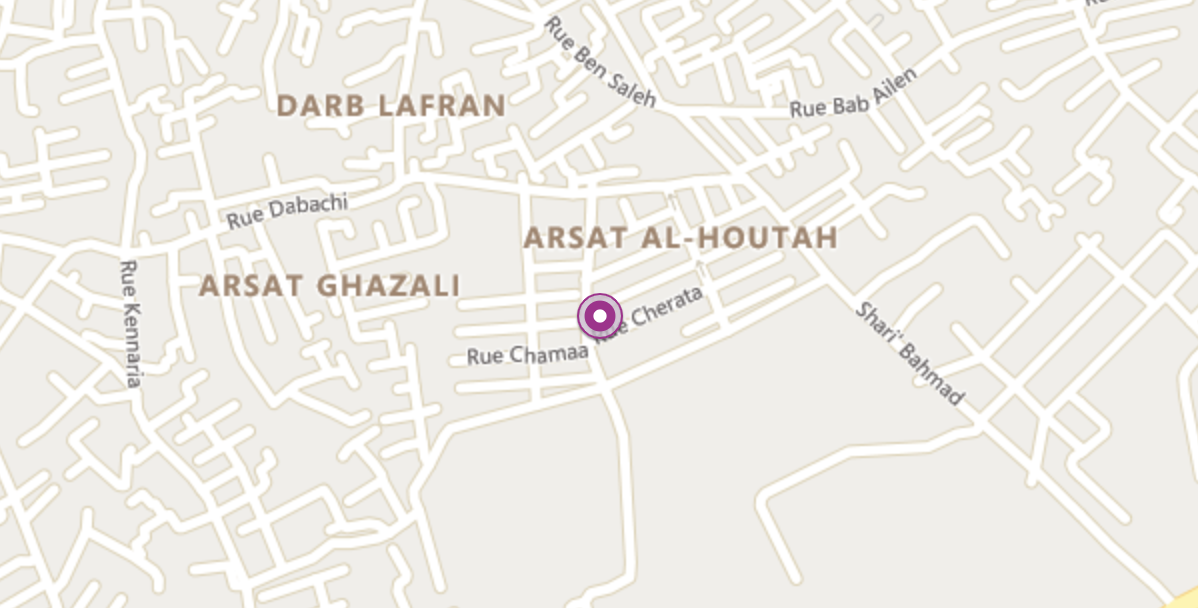 Rue Ben Saleh
Rue Bab Ailen
DARB LAFRAN
Rue Dabachi
ARSAT AL-HOUTAH
ARSAT GHAZALI
Rue Kennaria
Rue Cherata
Shari' Bahmad
Rue Chamaa